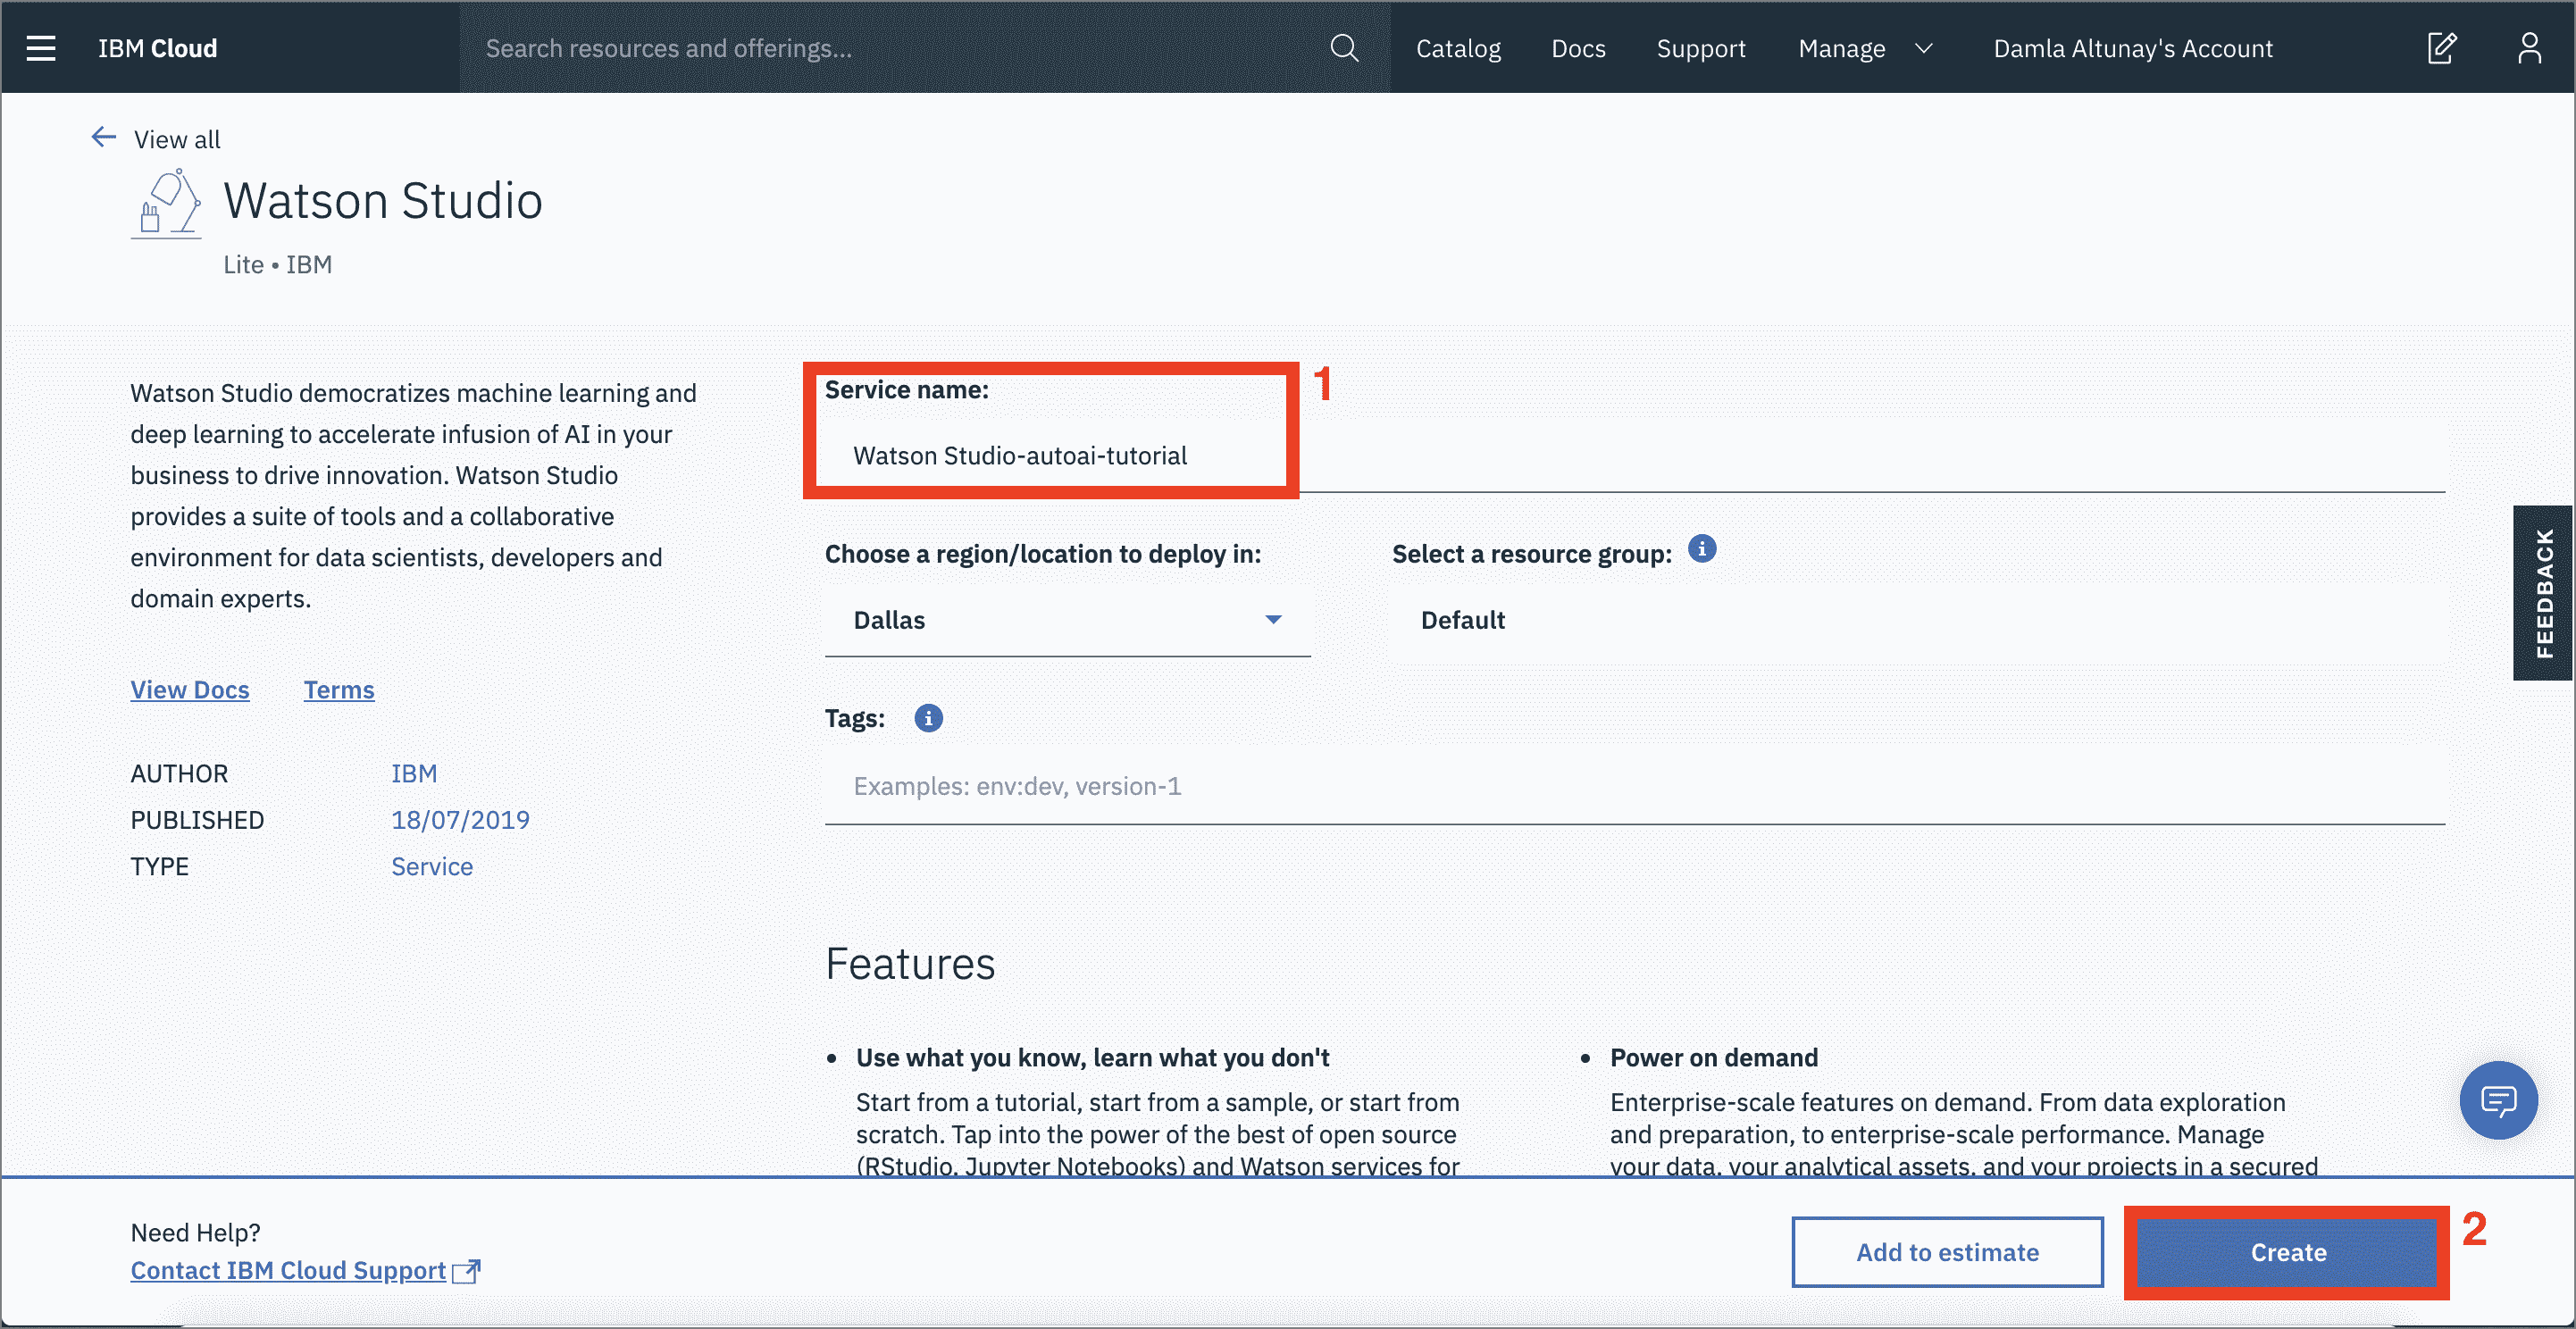 IBM Cloud
Search resources and offerings...
Catalog
Docs
Support
Manage
Damla Altunay's Account
View all
Watson Studio
Lite • IBM
Watson Studio democratizes machine learning and
deep learning to accelerate infusion of AI in your
business to drive innovation. Watson Studio
provides a suite of tools and a collaborative
environment for data scientists, developers and
domain experts.
View Docs
Terms
AUTHOR IBM
PUBLISHED 18/07/2019
TYPE Service
Service name:
1
Watson Studio-autoai-tutorial
Choose a region/location to deploy in:
Dallas
Select a resource group:
Default
Tags:
Examples: env:dev, version-1
FEEDBACK
Features
• Use what you know, learn what you don't
Start from a tutorial, start from a sample, or start from
scratch. Tap into the power of the best of open source
(RStudio, Jupyter Notebooks) and Watson services for
• Power on demand
Enterprise-scale features on demand. From data exploration
and preparation, to enterprise-scale performance. Manage
your data, your analytical assets, and your projects in a secured
Need Help?
Contact IBM Cloud Support
Add to estimate
Create
2